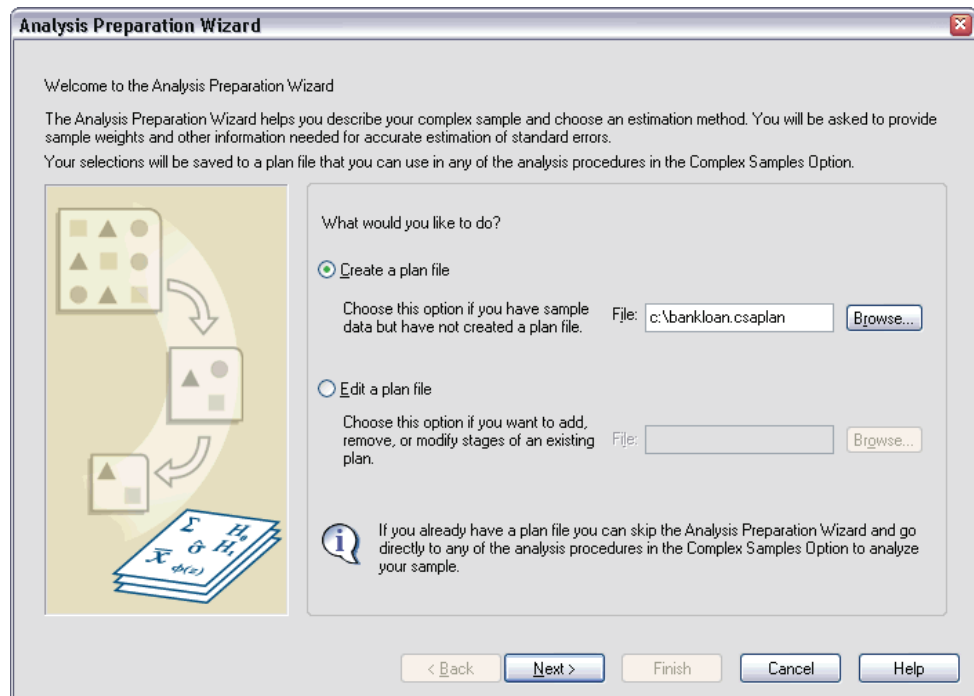 Analysis Preparation Wizard
Welcome to the Analysis Preparation Wizard
The Analysis Preparation Wizard helps you describe your complex sample and choose an estimation method. You will be asked to provide
sample weights and other information needed for accurate estimation of standard errors.
Your selections will be saved to a plan file that you can use in any of the analysis procedures in the Complex Samples Option.
What would you like to do?
Create a plan file
Choose this option if you have sample
data but have not created a plan file.
File: c:\bankloan.csaplan Browse...
Edit a plan file
Choose this option if you want to add,
remove, or modify stages of an existing
plan.
File: Browse...
If you already have a plan file you can skip the Analysis Preparation Wizard and go
directly to any of the analysis procedures in the Complex Samples Option to analyze
your sample.
Σ H₀
x̄ σ̂ H₁
φ(z)
< Back Next > Finish Cancel Help